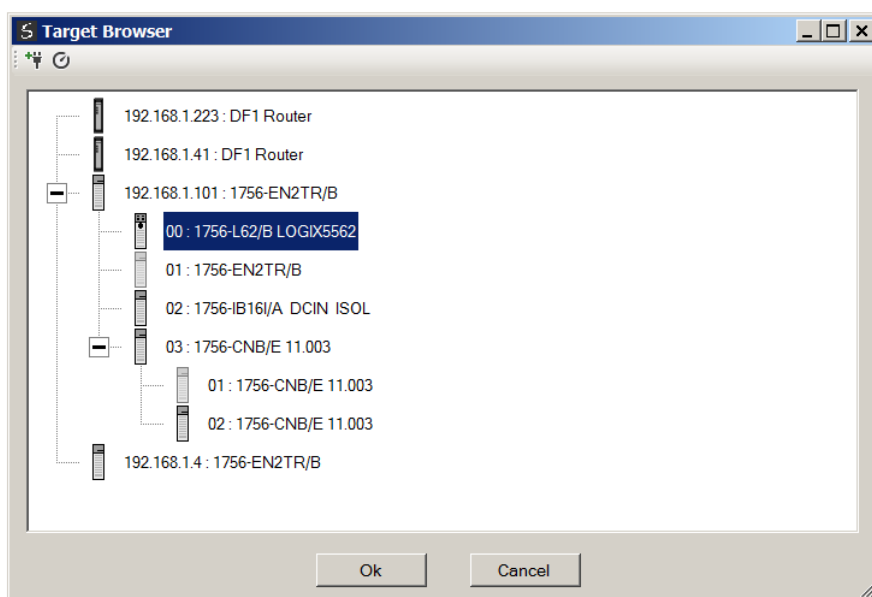 Target Browser
192.168.1.223 : DF1 Router
192.168.1.41 : DF1 Router
192.168.1.101 : 1756-EN2TR/B
00 : 1756-L62/B LOGIX5562
01 : 1756-EN2TR/B
02 : 1756-IB16I/A DCIN ISOL
03 : 1756-CNB/E 11.003
01 : 1756-CNB/E 11.003
02 : 1756-CNB/E 11.003
192.168.1.4 : 1756-EN2TR/B
Ok Cancel